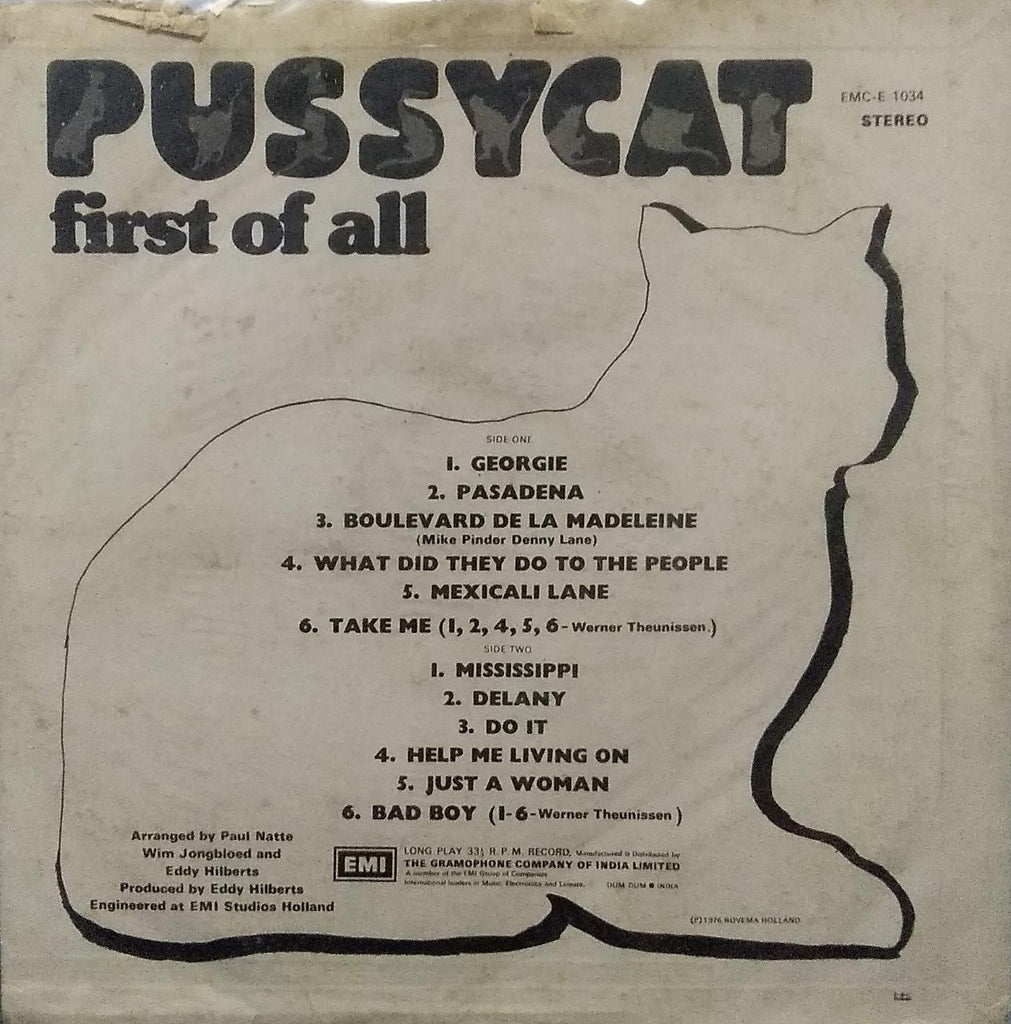 PUSSYCAT
EMC-E 1034
STEREO
first of all
SIDE ONE
1. GEORGIE
2. PASADENA
3. BOULEVARD DE LA MADELEINE
(Mike Pinder Denny Lane)
4. WHAT DID THEY DO TO THE PEOPLE
5. MEXICALI LANE
6. TAKE ME (1, 2, 4, 5, 6-Werner Theunissen.)
SIDE TWO
1. MISSISSIPPI
2. DELANY
3. DO IT
4. HELP ME LIVING ON
5. JUST A WOMAN
6. BAD BOY (1-6-Werner Theunissen)
Arranged by Paul Natte
Wim Jongbloed and
Eddy Hilberts
Produced by Eddy Hilberts
Engineered at EMI Studios Holland
EMI
LONG PLAY 33⅓ R.P.M. RECORD, Manufactured & Distributed by
THE GRAMOPHONE COMPANY OF INDIA LIMITED
A member of the EMI Group of Companies
International leaders in Music, Electronics and Leisure. DUM DUM ● INDIA
(P)1976 BOVEMA HOLLAND